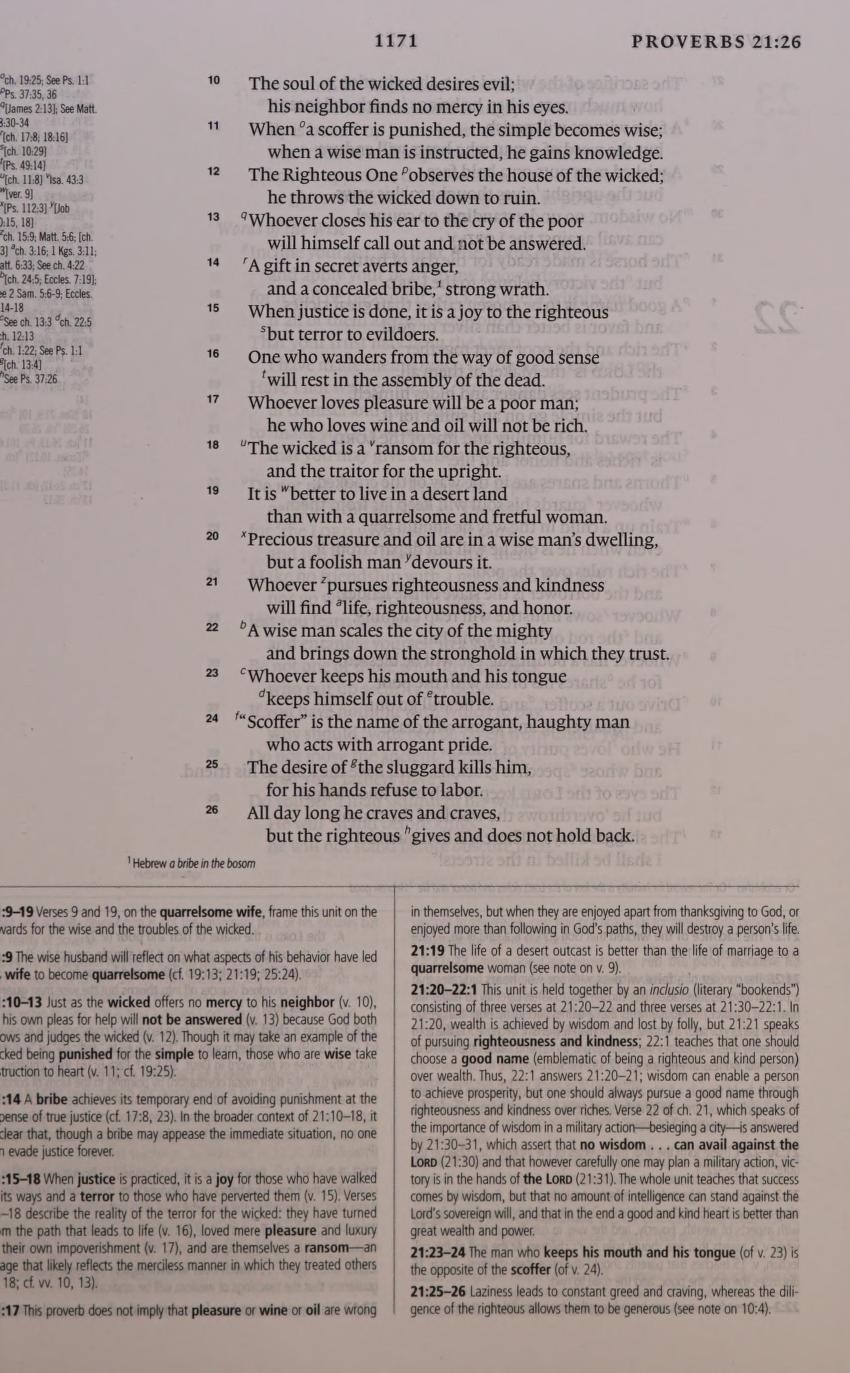 1171
PROVERBS 21:26
ᵒch. 19:25; See Ps. 1:1
ᵖPs. 37:35, 36
ᵠ[James 2:13]; See Matt.
:30-34
ʳ[ch. 17:8; 18:16]
ˢ[ch. 10:29]
ᵗ[Ps. 49:14]
ᵘ[ch. 11:8] ᵛIsa. 43:3
ʷ[ver. 9]
ˣ[Ps. 112:3] ʸ[Job
:15, 18]
ᶻch. 15:9; Matt. 5:6; [ch.
3] ᵃch. 3:16; 1 Kgs. 3:11;
att. 6:33; See ch. 4:22
ᵇ[ch. 24:5; Eccles. 7:19];
ee 2 Sam. 5:6-9; Eccles.
14-18
ᶜSee ch. 13:3 ᵈch. 22:5
h. 12:13
ᶠch. 1:22; See Ps. 1:1
ᵍ[ch. 13:4]
ʰSee Ps. 37:26
10 The soul of the wicked desires evil;
his neighbor finds no mercy in his eyes.
11 When ᵒa scoffer is punished, the simple becomes wise;
when a wise man is instructed, he gains knowledge.
12 The Righteous One ᵖobserves the house of the wicked;
he throws the wicked down to ruin.
13 ᵠWhoever closes his ear to the cry of the poor
will himself call out and not be answered.
14 ʳA gift in secret averts anger,
and a concealed bribe,¹ strong wrath.
15 When justice is done, it is a joy to the righteous
ˢbut terror to evildoers.
16 One who wanders from the way of good sense
ᵗwill rest in the assembly of the dead.
17 Whoever loves pleasure will be a poor man;
he who loves wine and oil will not be rich.
18 ᵘThe wicked is a ᵛransom for the righteous,
and the traitor for the upright.
19 It is ʷbetter to live in a desert land
than with a quarrelsome and fretful woman.
20 ˣPrecious treasure and oil are in a wise man’s dwelling,
but a foolish man ʸdevours it.
21 Whoever ᶻpursues righteousness and kindness
will find ᵃlife, righteousness, and honor.
22 ᵇA wise man scales the city of the mighty
and brings down the stronghold in which they trust.
23 ᶜWhoever keeps his mouth and his tongue
ᵈkeeps himself out of ᵉtrouble.
24 ᶠ“Scoffer” is the name of the arrogant, haughty man
who acts with arrogant pride.
25 The desire of ᵍthe sluggard kills him,
for his hands refuse to labor.
26 All day long he craves and craves,
but the righteous ʰgives and does not hold back.
¹ Hebrew a bribe in the bosom
:9–19 Verses 9 and 19, on the quarrelsome wife, frame this unit on the
vards for the wise and the troubles of the wicked.
:9 The wise husband will reflect on what aspects of his behavior have led
wife to become quarrelsome (cf. 19:13; 21:19; 25:24).
:10–13 Just as the wicked offers no mercy to his neighbor (v. 10),
his own pleas for help will not be answered (v. 13) because God both
ows and judges the wicked (v. 12). Though it may take an example of the
cked being punished for the simple to learn, those who are wise take
truction to heart (v. 11; cf. 19:25).
:14 A bribe achieves its temporary end of avoiding punishment at the
pense of true justice (cf. 17:8, 23). In the broader context of 21:10–18, it
clear that, though a bribe may appease the immediate situation, no one
n evade justice forever.
:15–18 When justice is practiced, it is a joy for those who have walked
its ways and a terror to those who have perverted them (v. 15). Verses
–18 describe the reality of the terror for the wicked: they have turned
m the path that leads to life (v. 16), loved mere pleasure and luxury
their own impoverishment (v. 17), and are themselves a ransom—an
age that likely reflects the merciless manner in which they treated others
18; cf. vv. 10, 13).
:17 This proverb does not imply that pleasure or wine or oil are wrong
in themselves, but when they are enjoyed apart from thanksgiving to God, or
enjoyed more than following in God’s paths, they will destroy a person’s life.
21:19 The life of a desert outcast is better than the life of marriage to a
quarrelsome woman (see note on v. 9).
21:20–22:1 This unit is held together by an inclusio (literary “bookends”)
consisting of three verses at 21:20–22 and three verses at 21:30–22:1. In
21:20, wealth is achieved by wisdom and lost by folly, but 21:21 speaks
of pursuing righteousness and kindness; 22:1 teaches that one should
choose a good name (emblematic of being a righteous and kind person)
over wealth. Thus, 22:1 answers 21:20–21; wisdom can enable a person
to achieve prosperity, but one should always pursue a good name through
righteousness and kindness over riches. Verse 22 of ch. 21, which speaks of
the importance of wisdom in a military action—besieging a city—is answered
by 21:30–31, which assert that no wisdom . . . can avail against the
LORD (21:30) and that however carefully one may plan a military action, vic-
tory is in the hands of the LORD (21:31). The whole unit teaches that success
comes by wisdom, but that no amount of intelligence can stand against the
Lord’s sovereign will, and that in the end a good and kind heart is better than
great wealth and power.
21:23–24 The man who keeps his mouth and his tongue (of v. 23) is
the opposite of the scoffer (of v. 24).
21:25–26 Laziness leads to constant greed and craving, whereas the dili-
gence of the righteous allows them to be generous (see note on 10:4).